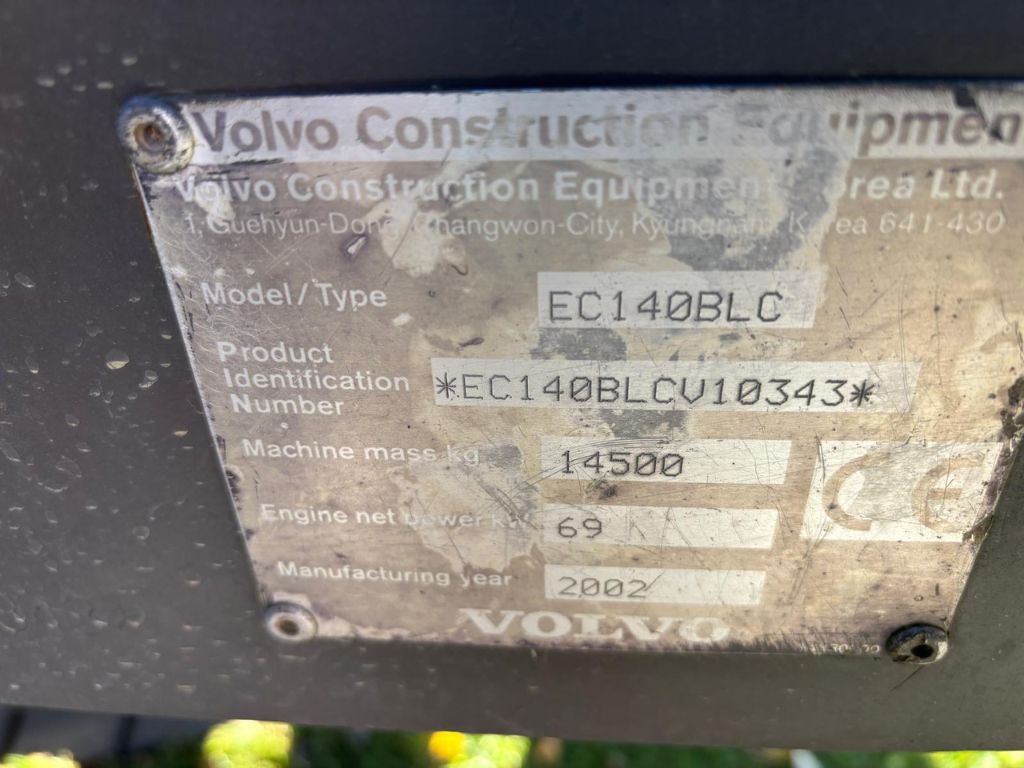 Volvo Construction Equipmen
Volvo Construction Equipment Korea Ltd.
1, Guehyun-Dong, Changwon-City, Kyungnam, Korea 641-430
Model/Type EC140BLC
Product
Identification
Number *EC140BLCV10343*
Machine mass kg 14500
Engine net power kW 69
Manufacturing year 2002
CE
VOLVO